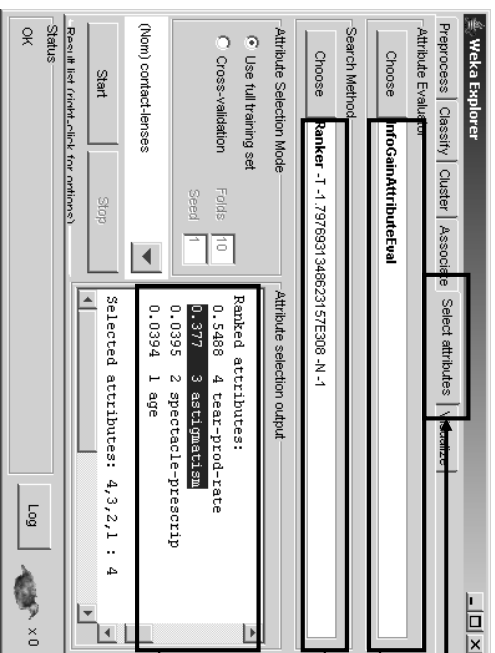 Weka Explorer
Preprocess Classify Cluster Associate Select attributes Visualize
Attribute Evaluator
Choose InfoGainAttributeEval
Search Method
Choose Ranker -T -1.7976931348623157E308 -N -1
Attribute Selection Mode
Use full training set
Cross-validation Folds 10
Seed 1
(Nom) contact-lenses
Start Stop
Result list (right-click for options)
Attribute selection output
Ranked attributes:
0.5488 4 tear-prod-rate
0.377 3 astigmatism
0.0395 2 spectacle-prescrip
0.0394 1 age
Selected attributes: 4,3,2,1 : 4
Status
OK Log x 0